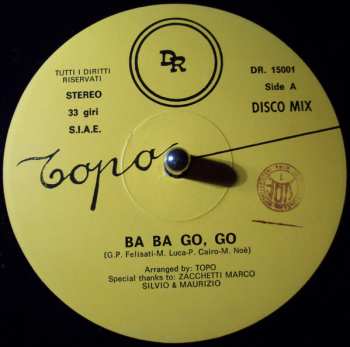 DR
TUTTI I DIRITTI
RISERVATI
STEREO
33 giri
S.I.A.E.
DR. 15001
Side A
DISCO MIX
Topo
BA BA GO, GO
(G.P. Felisati-M. Luca-P. Cairo-M. Noè)
Arranged by: TOPO
Special thanks to: ZACCHETTI MARCO
SILVIO & MAURIZIO